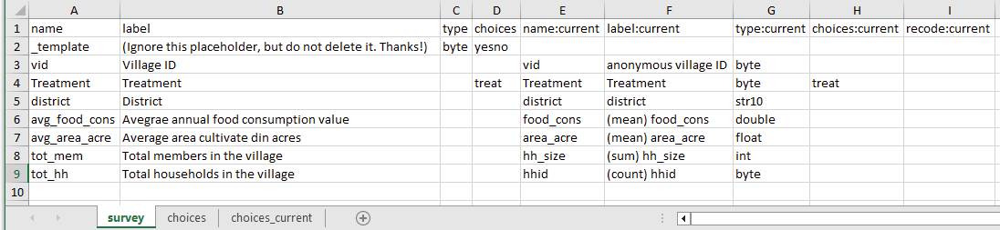 A B C D E F G H I
1 name label type choices name:current label:current type:current choices:current recode:current
2 _template (Ignore this placeholder, but do not delete it. Thanks!) byte yesno
3 vid Village ID vid anonymous village ID byte
4 Treatment Treatment treat Treatment Treatment byte treat
5 district District district district str10
6 avg_food_cons Avegrae annual food consumption value food_cons (mean) food_cons double
7 avg_area_acre Average area cultivate din acres area_acre (mean) area_acre float
8 tot_mem Total members in the village hh_size (sum) hh_size int
9 tot_hh Total households in the village hhid (count) hhid byte
10
survey choices choices_current